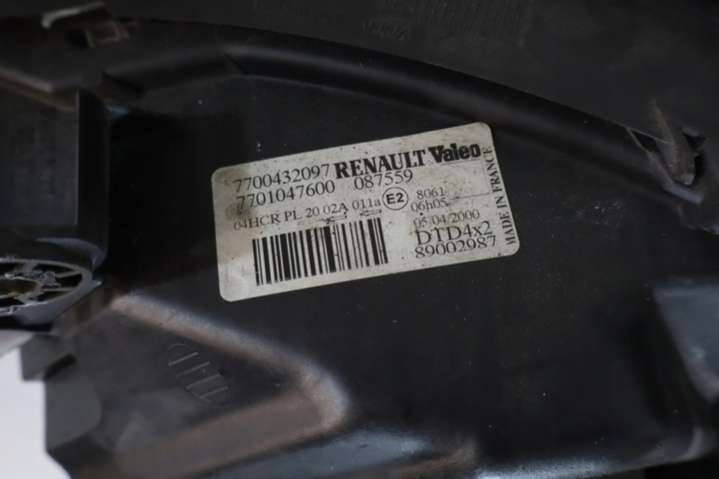 7700432097 RENAULT Valeo
7701047600 087559
04HCR PL 20 02A 011a E2 8061
06h05
05/04/2000
DTD4x2
89002987
MADE IN FRANCE